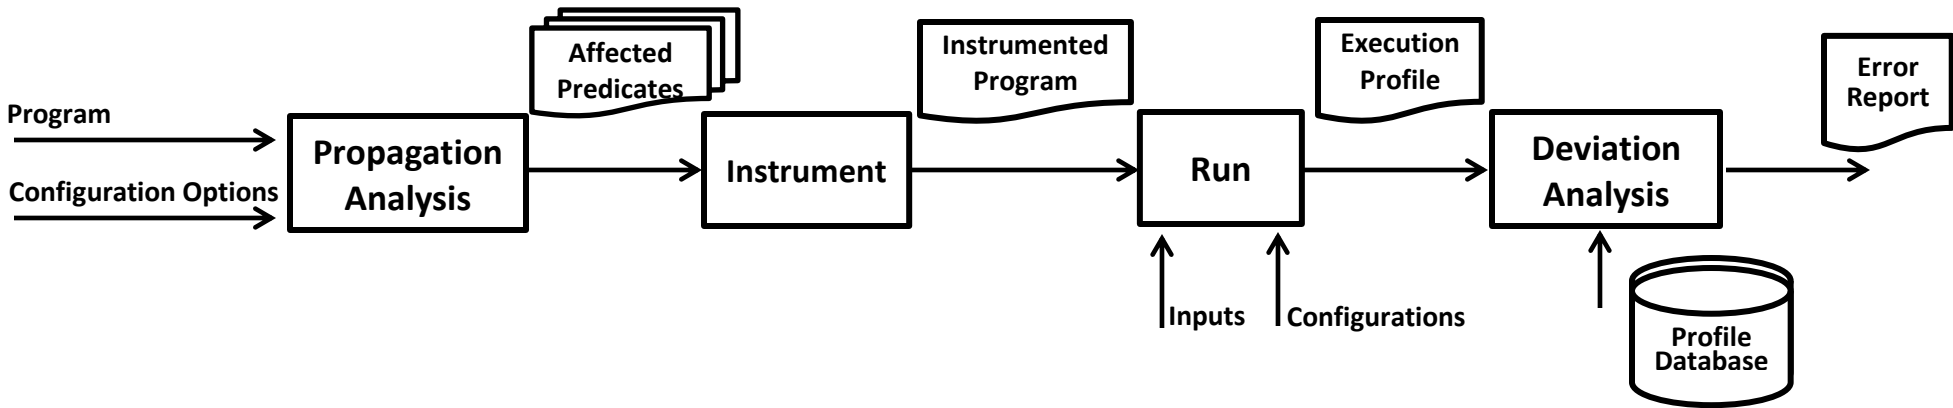 Program
Configuration Options
Propagation
Analysis
Affected
Predicates
Instrument
Instrumented
Program
Run
Inputs
Configurations
Execution
Profile
Deviation
Analysis
Profile
Database
Error
Report